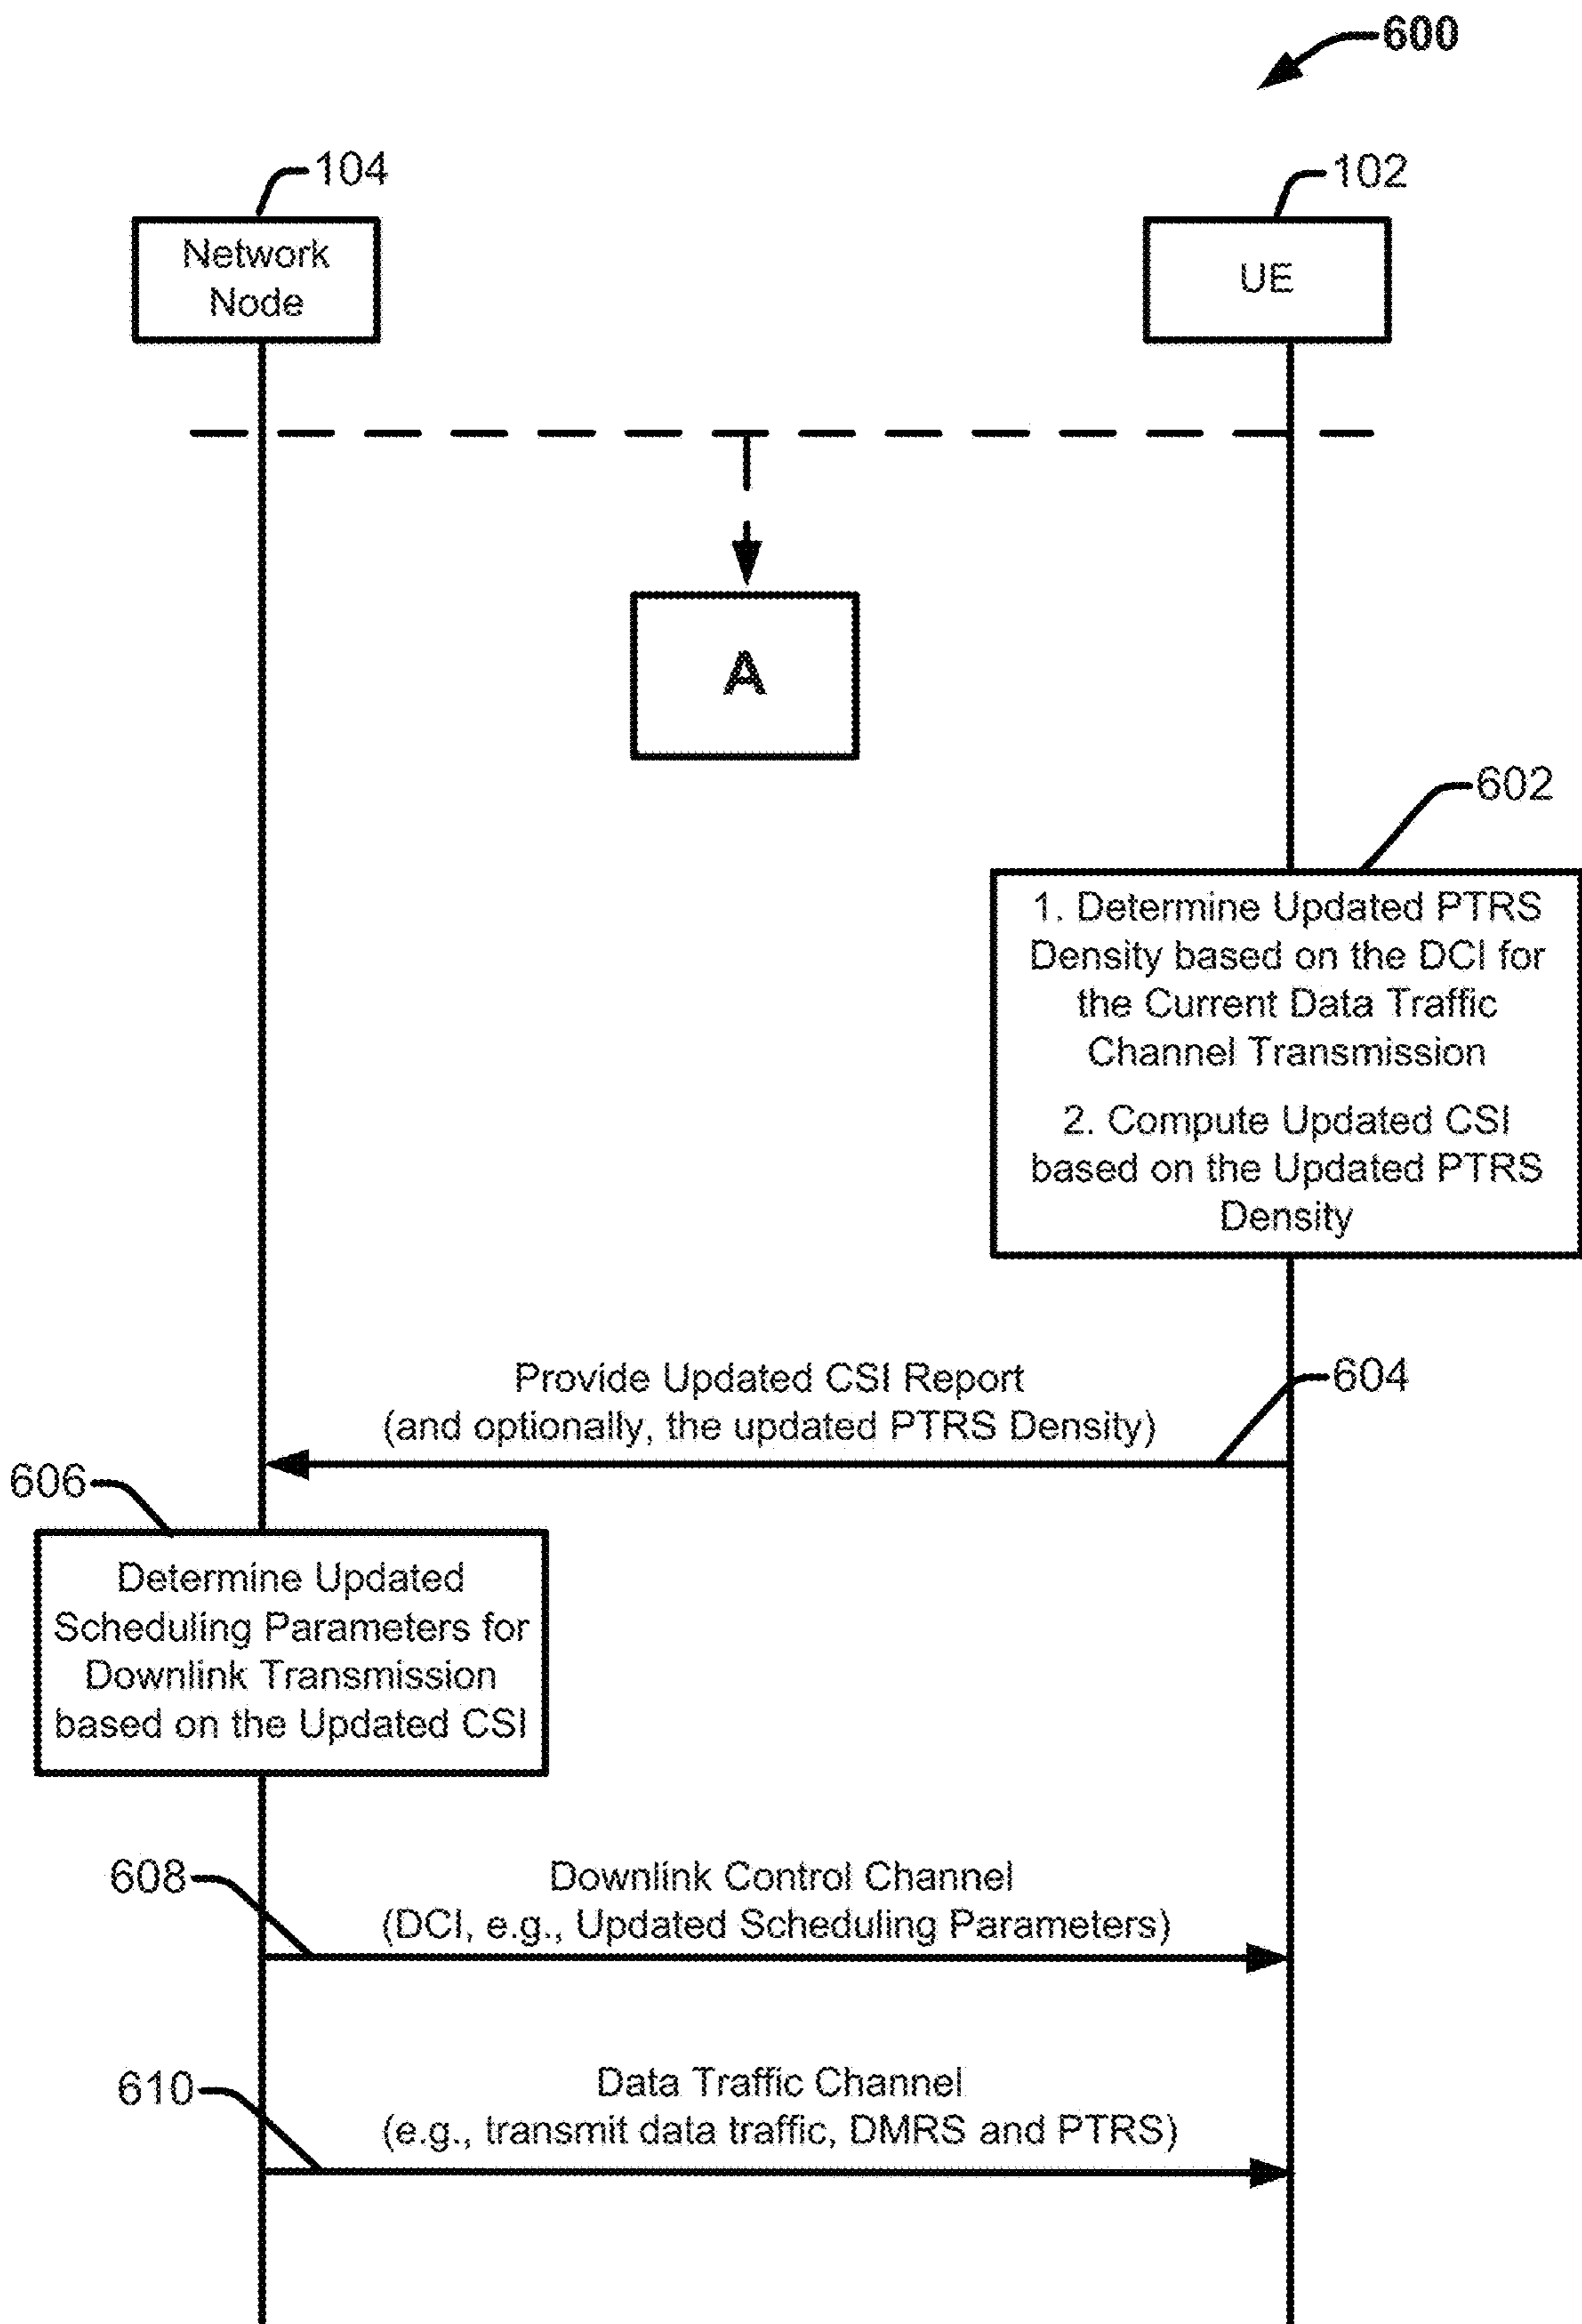 600
104
102
Network
Node
UE
A
602
1. Determine Updated PTRS
Density based on the DCI for
the Current Data Traffic
Channel Transmission
2. Compute Updated CSI
based on the Updated PTRS
Density
Provide Updated CSI Report
(and optionally, the updated PTRS Density)
604
606
Determine Updated
Scheduling Parameters for
Downlink Transmission
based on the Updated CSI
608
Downlink Control Channel
(DCI, e.g., Updated Scheduling Parameters)
610
Data Traffic Channel
(e.g., transmit data traffic, DMRS and PTRS)